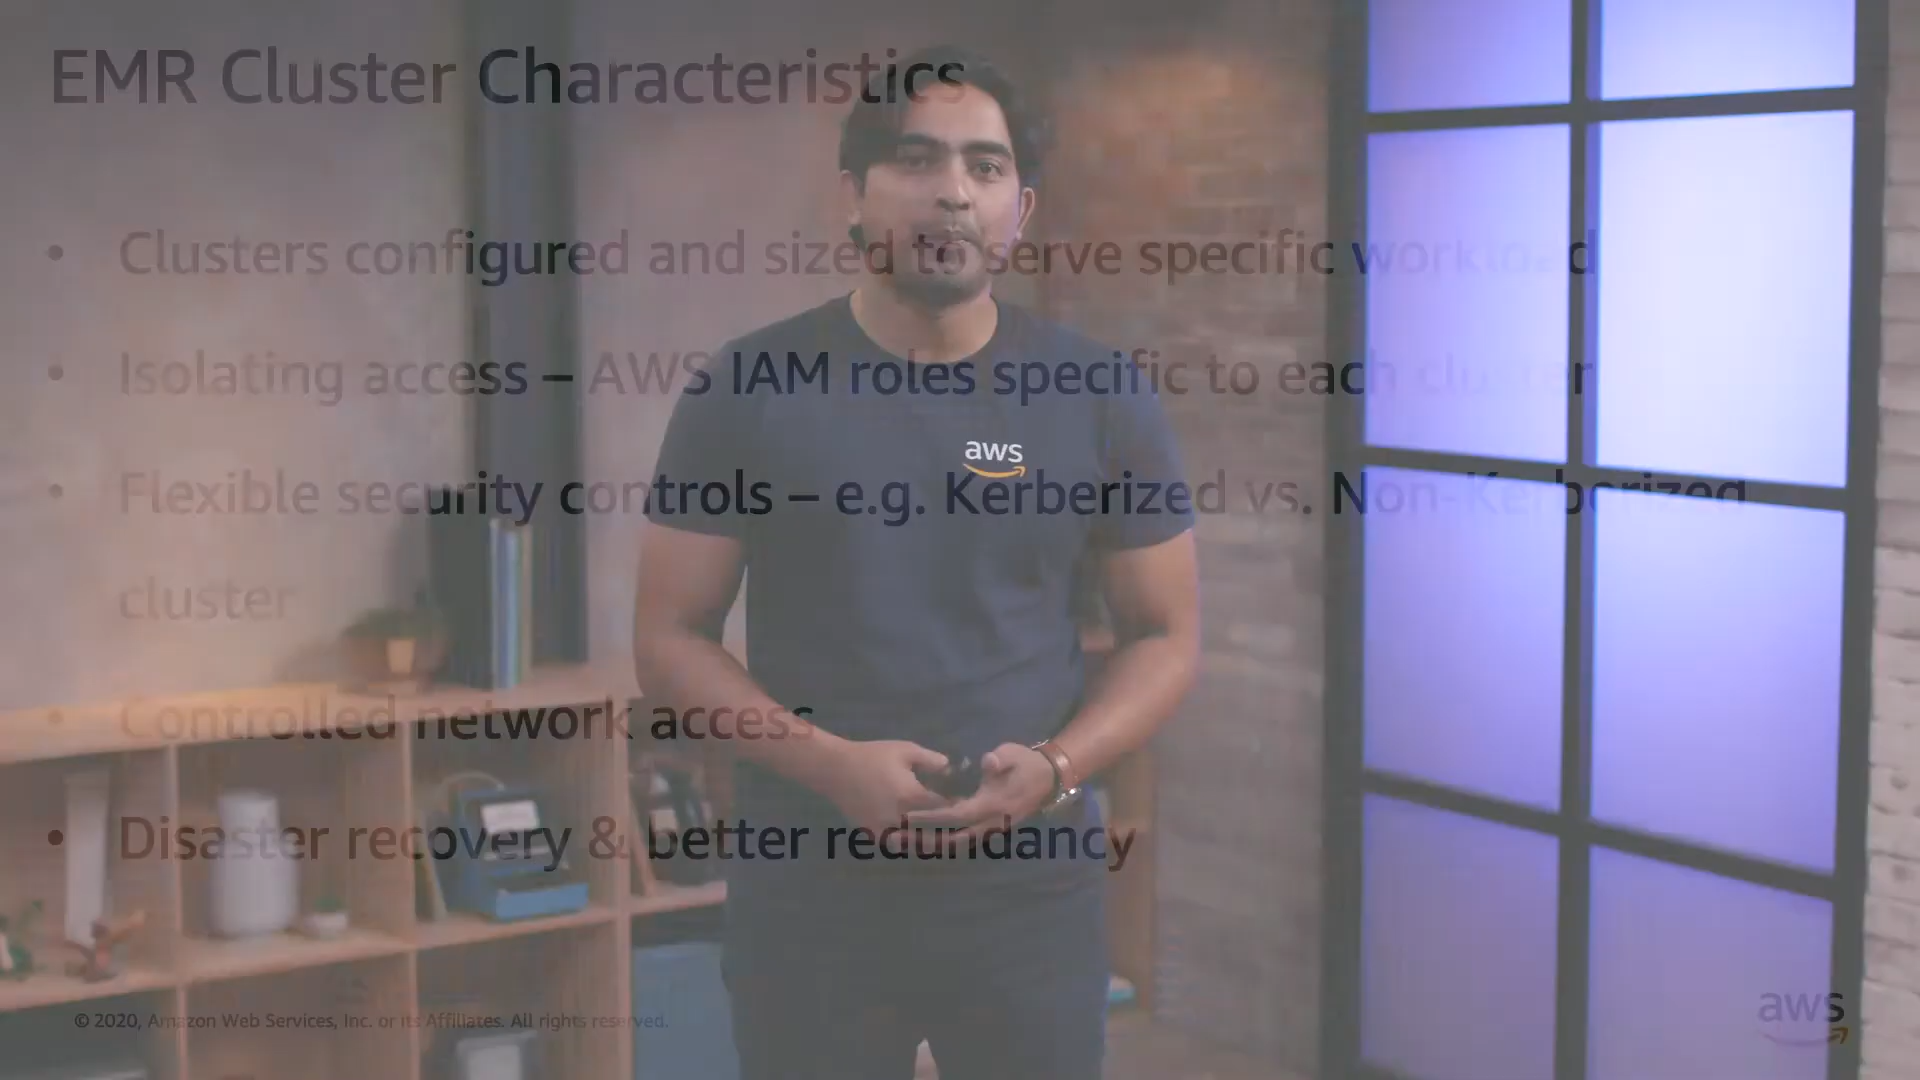 EMR Cluster Characteristics
• Clusters configured and sized to serve specific workload
• Isolating access – AWS IAM roles specific to each cluster
aws
• Flexible security controls – e.g. Kerberized vs. Non-Kerberized
cluster
• Controlled network access
• Disaster recovery & better redundancy
© 2020, Amazon Web Services, Inc. or its Affiliates. All rights reserved.
aws